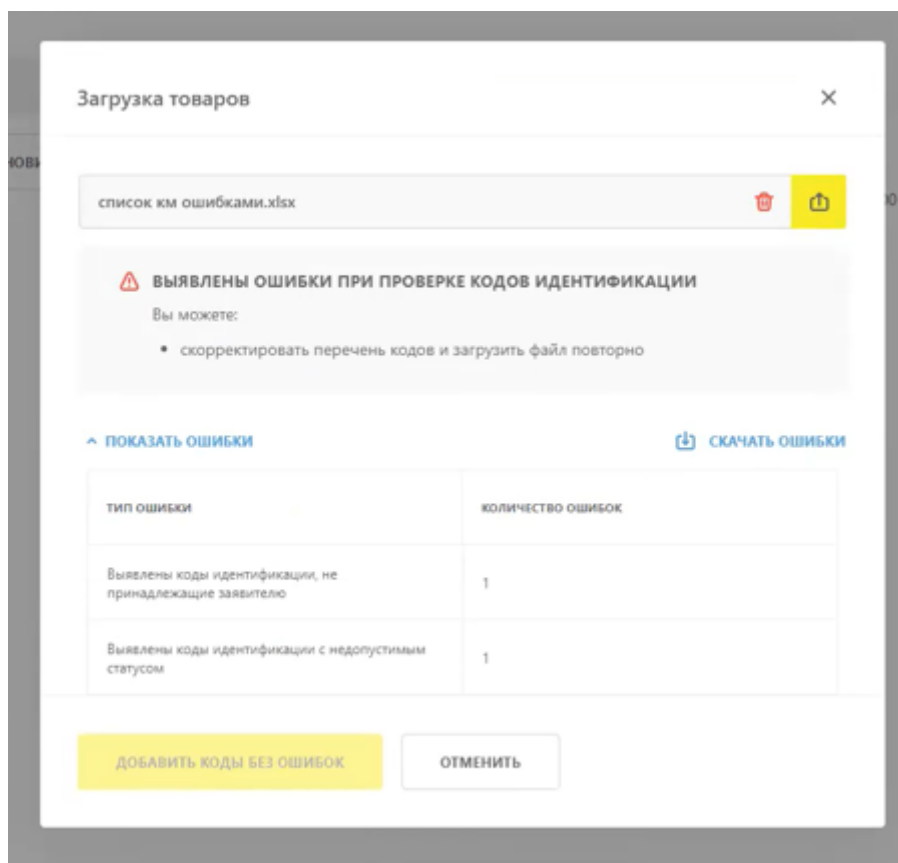 Загрузка товаров
список км ошибками.xlsx
ВЫЯВЛЕНЫ ОШИБКИ ПРИ ПРОВЕРКЕ КОДОВ ИДЕНТИФИКАЦИИ
Вы можете:
• скорректировать перечень кодов и загрузить файл повторно
ПОКАЗАТЬ ОШИБКИ
СКАЧАТЬ ОШИБКИ
ТИП ОШИБКИ
КОЛИЧЕСТВО ОШИБОК
Выявлены коды идентификации, не
принадлежащие заявителю
1
Выявлены коды идентификации с недопустимым
статусом
1
ДОБАВИТЬ КОДЫ БЕЗ ОШИБОК
ОТМЕНИТЬ